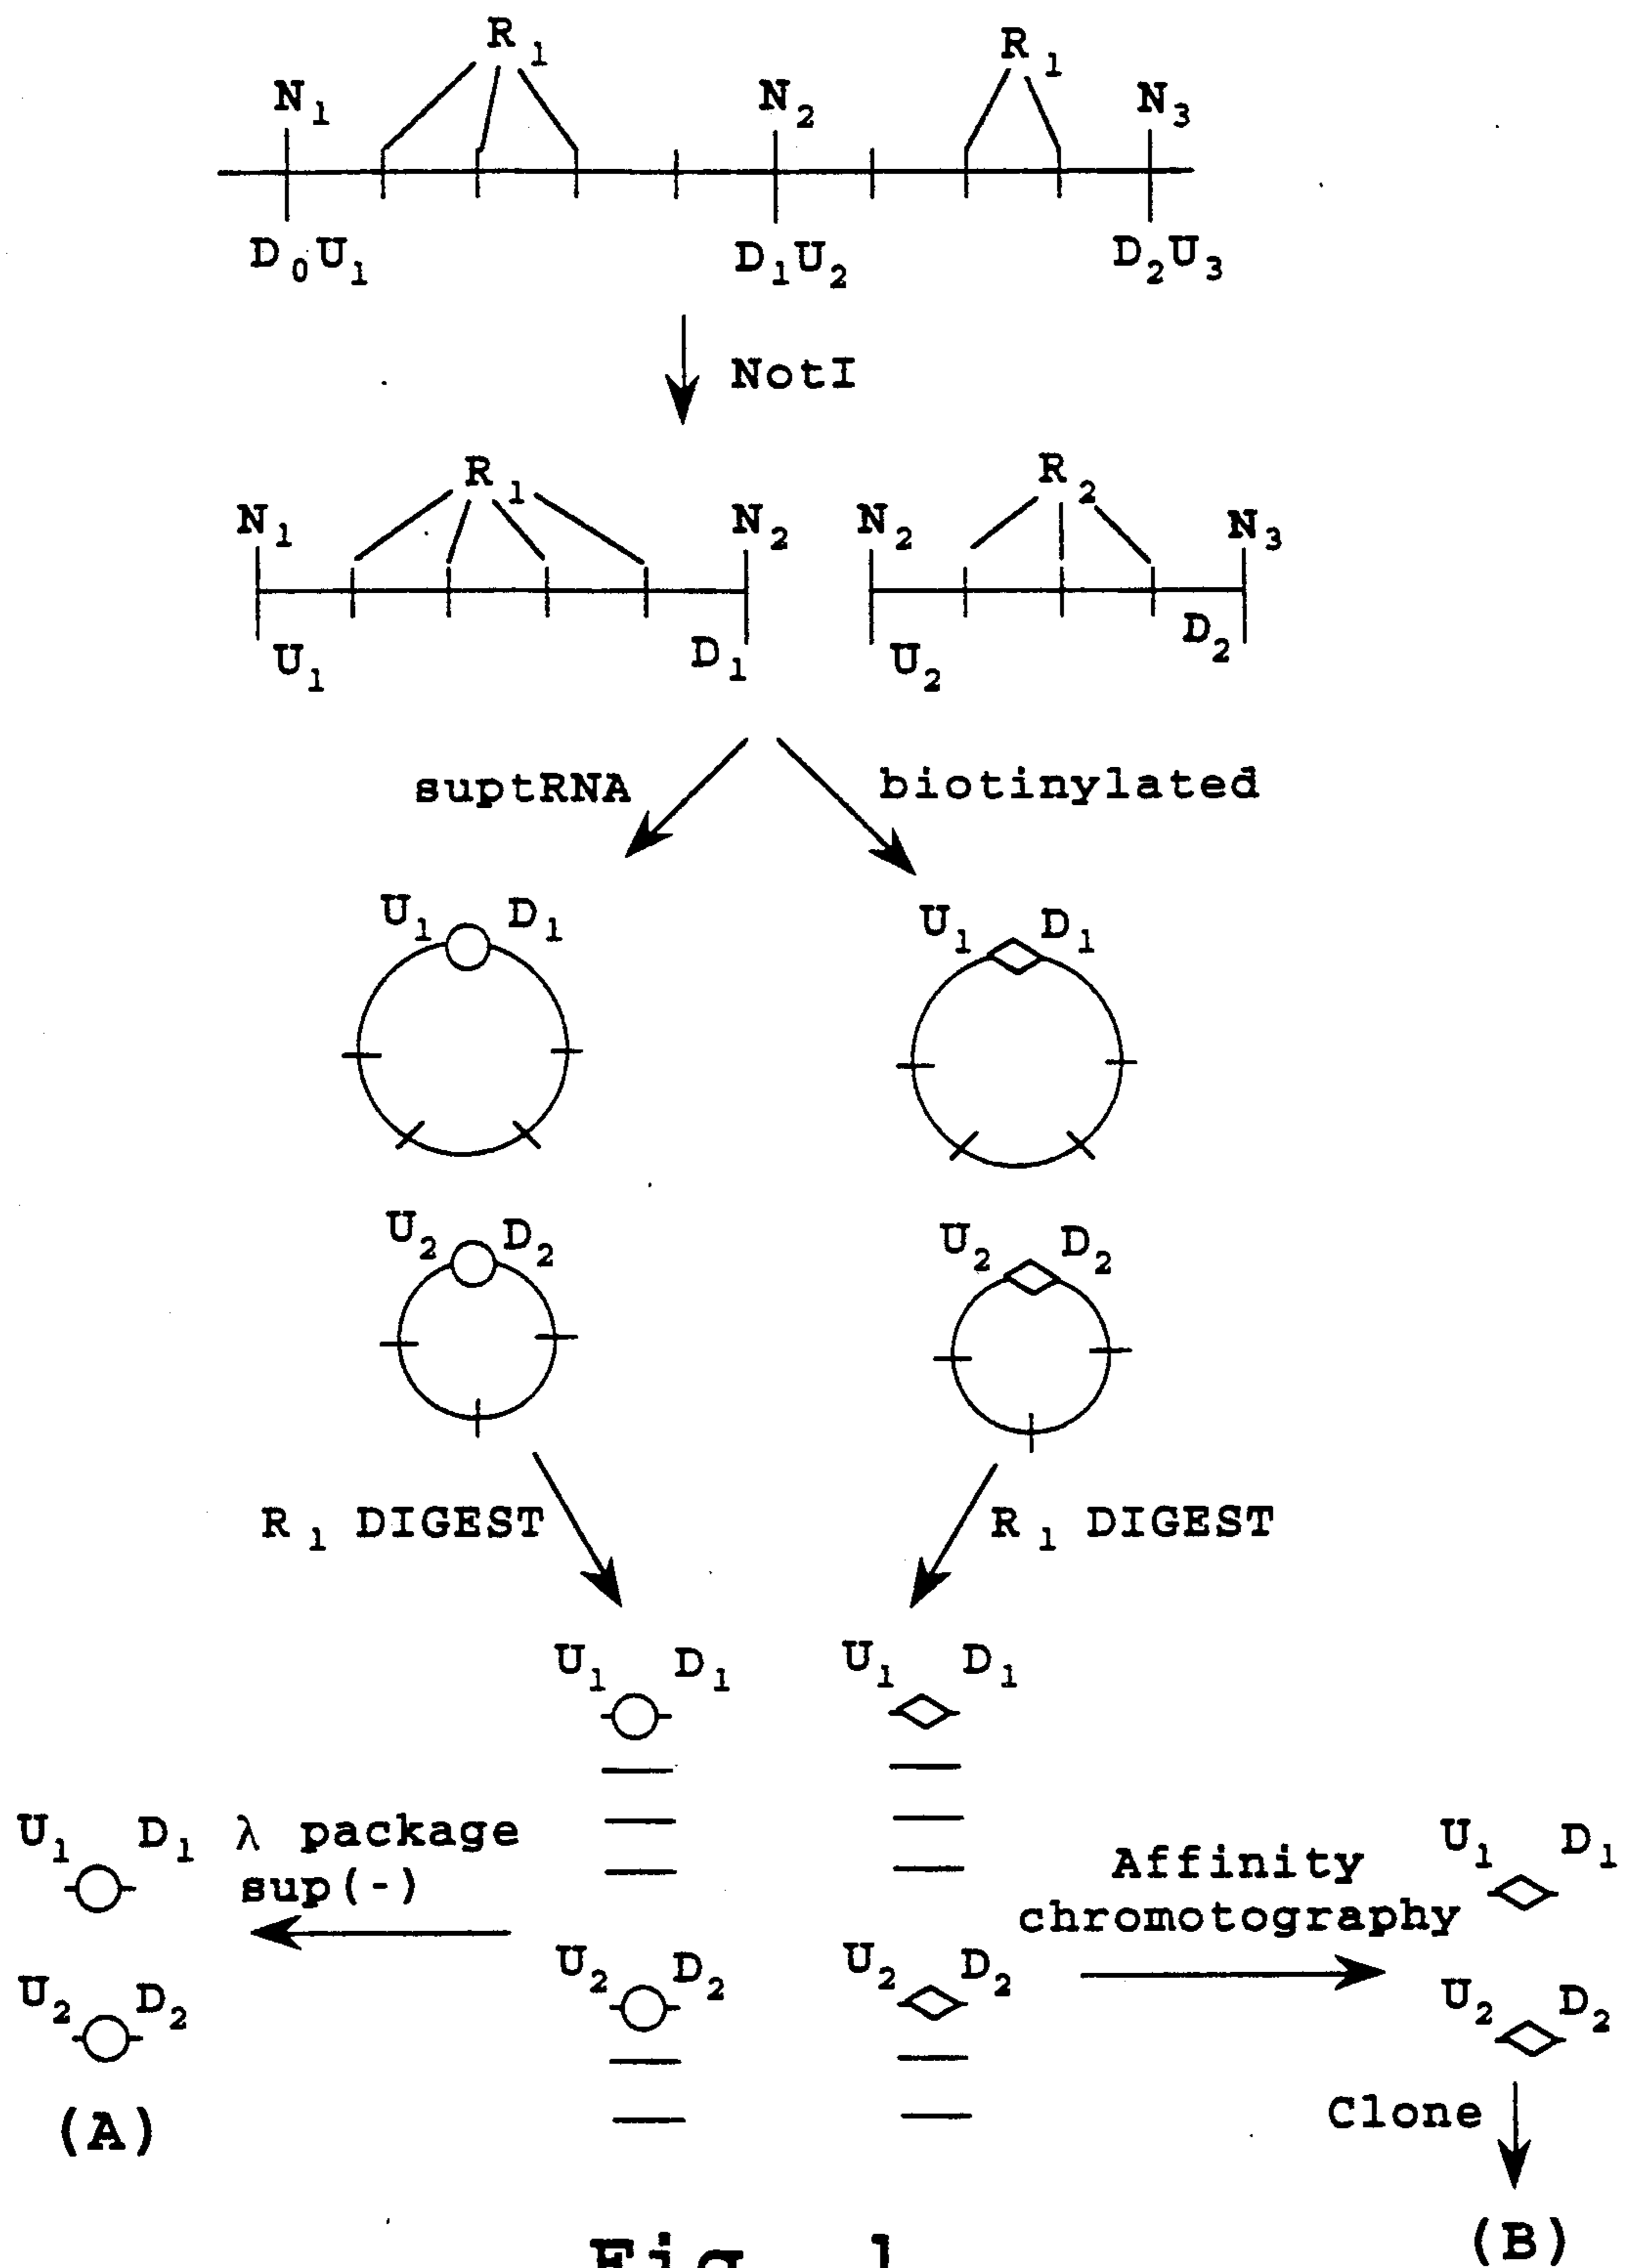 R1 R1
N1 N2 N3
D0U1 D1U2 D2U3
NotI
R1 R2
N1 N2 N2 N3
U1 D1 U2 D2
suptRNA biotinylated
U1 D1 U1 D1
U2 D2 U2 D2
R1 DIGEST R1 DIGEST
U1 D1 U1 D1
U1 D1 λ package
sup(-)
Affinity
chromotography
U1 D1
U2 D2
U2 D2 U2 D2
U2 D2
(A)
Clone
(B)
Fig. 1